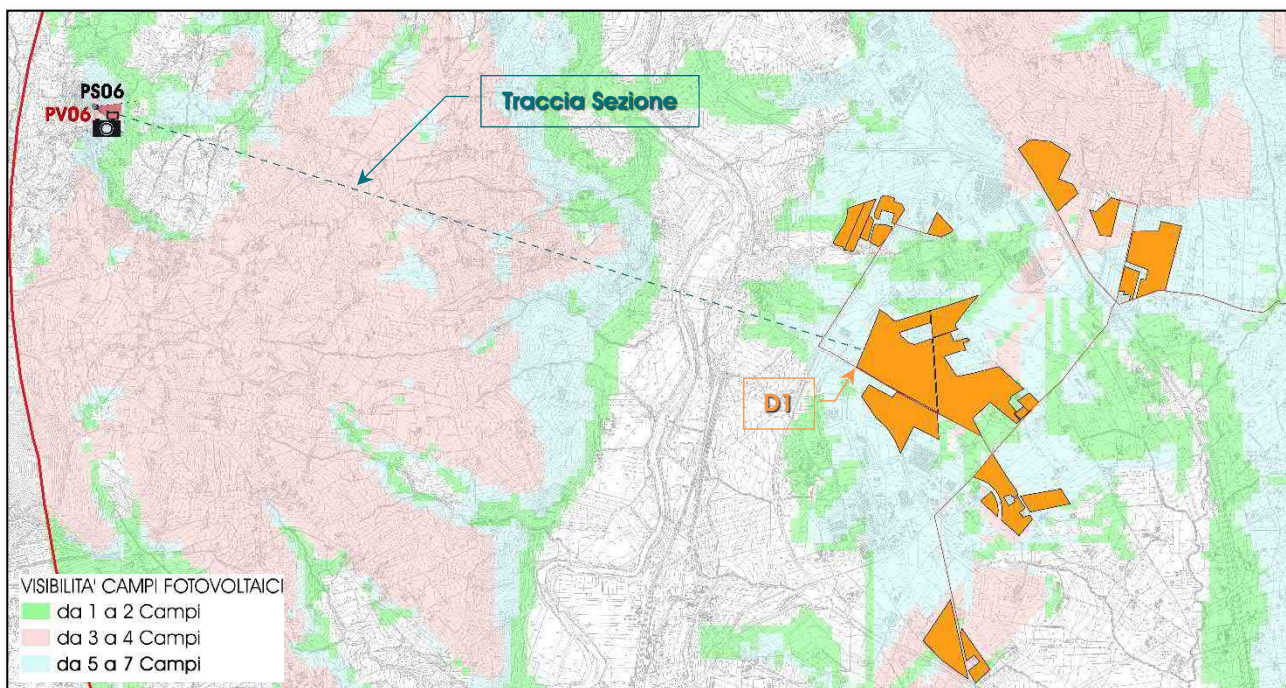 PS06
PV06
Traccia Sezione
D1
VISIBILITA' CAMPI FOTOVOLTAICI
da 1 a 2 Campi
da 3 a 4 Campi
da 5 a 7 Campi